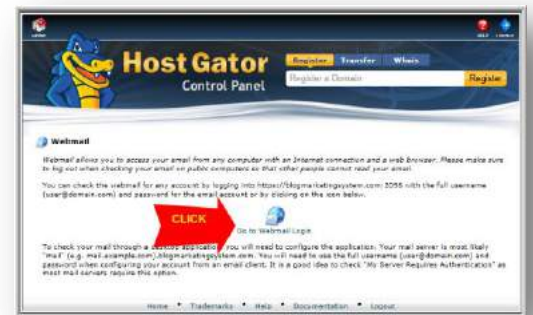 HELP
Host Gator
Control Panel
Register Transfer Whois
Register a Domain Register
Webmail
Webmail allows you to access your email from any computer with an Internet connection and a web browser. Please make sure
to log out when checking your email on public computers so that other people cannot read your email.
You can check the webmail for any account by logging into https://blogmarketingsystem.com:2096 with the full username
(user@domain.com) and password for the email account or by clicking on the icon below.
CLICK
Go to Webmail Login
To check your mail through a desktop application, you will need to configure the application. Your mail server is most likely
"mail" (e.g. mail.example.com).blogmarketingsystem.com. You will need to use the full username (user@domain.com) and
password when configuring your account from an email client. It is a good idea to check "My Server Requires Authentication" as
most mail servers require this option.
Home • Trademarks • Help • Documentation • Logout